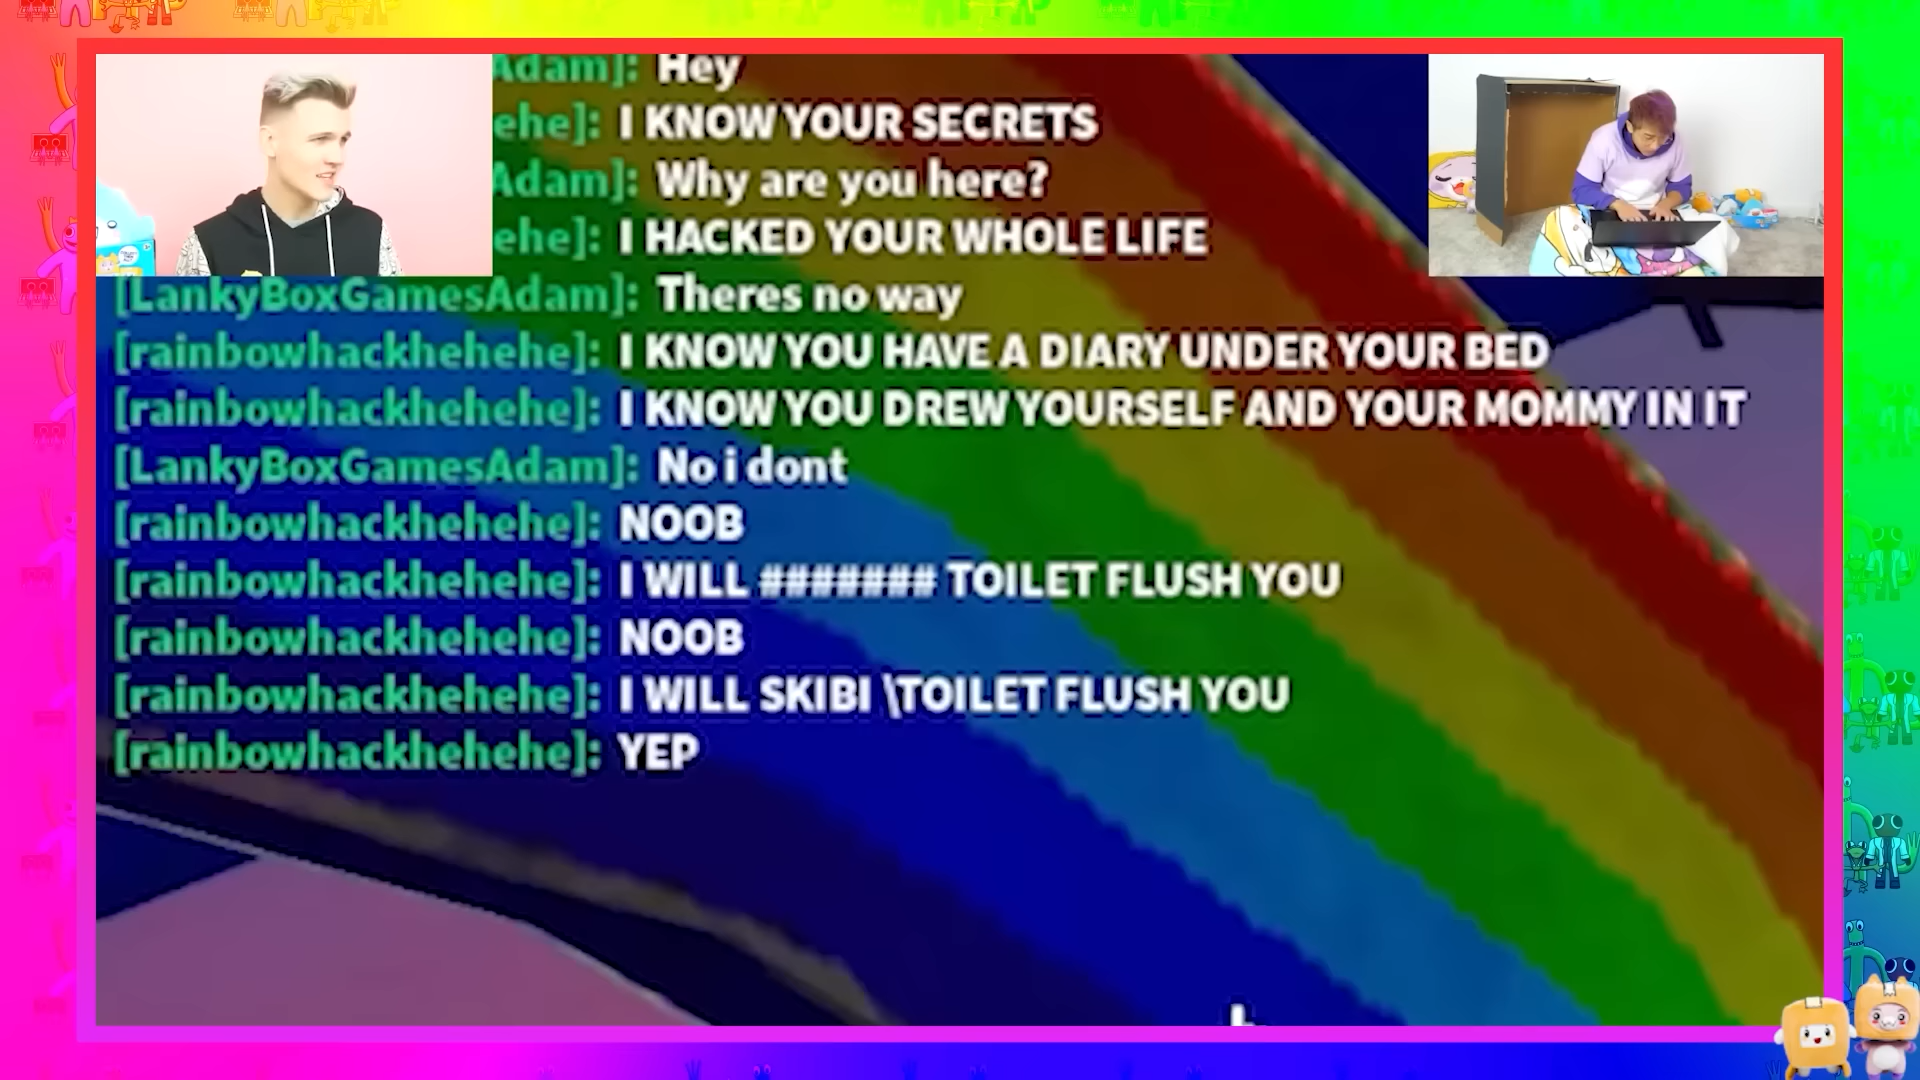 Adam]: Hey
ehe]: I KNOW YOUR SECRETS
Adam]: Why are you here?
ehe]: I HACKED YOUR WHOLE LIFE
[LankyBoxGamesAdam]: Theres no way
[rainbowhackhehehe]: I KNOW YOU HAVE A DIARY UNDER YOUR BED
[rainbowhackhehehe]: I KNOW YOU DREW YOURSELF AND YOUR MOMMY IN IT
[LankyBoxGamesAdam]: No i dont
[rainbowhackhehehe]: NOOB
[rainbowhackhehehe]: I WILL ####### TOILET FLUSH YOU
[rainbowhackhehehe]: NOOB
[rainbowhackhehehe]: I WILL SKIBI \TOILET FLUSH YOU
[rainbowhackhehehe]: YEP